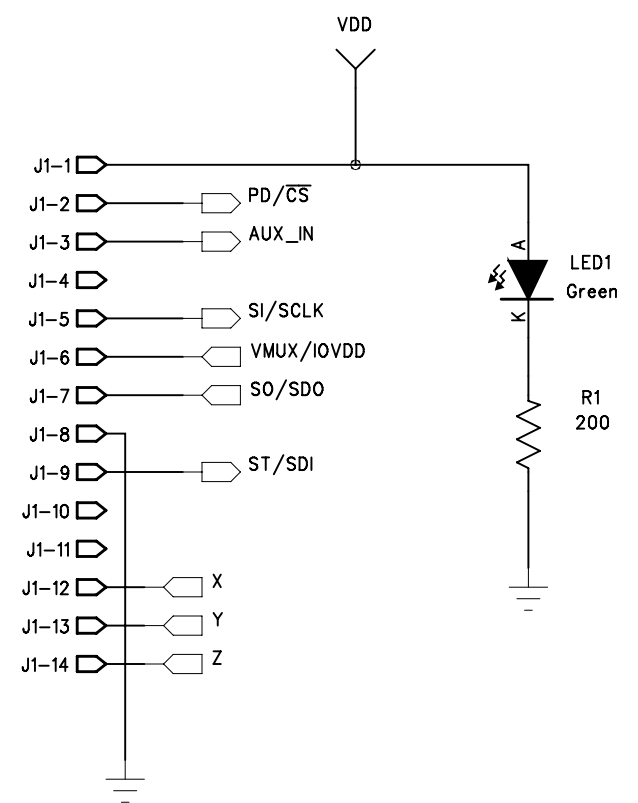 VDD
J1-1
J1-2 PD/C̅S̅
J1-3 AUX_IN
A
J1-4
LED1
Green
J1-5 SI/SCLK
K
J1-6 VMUX/IOVDD
J1-7 SO/SDO
R1
200
J1-8
J1-9 ST/SDI
J1-10
J1-11
J1-12 X
J1-13 Y
J1-14 Z